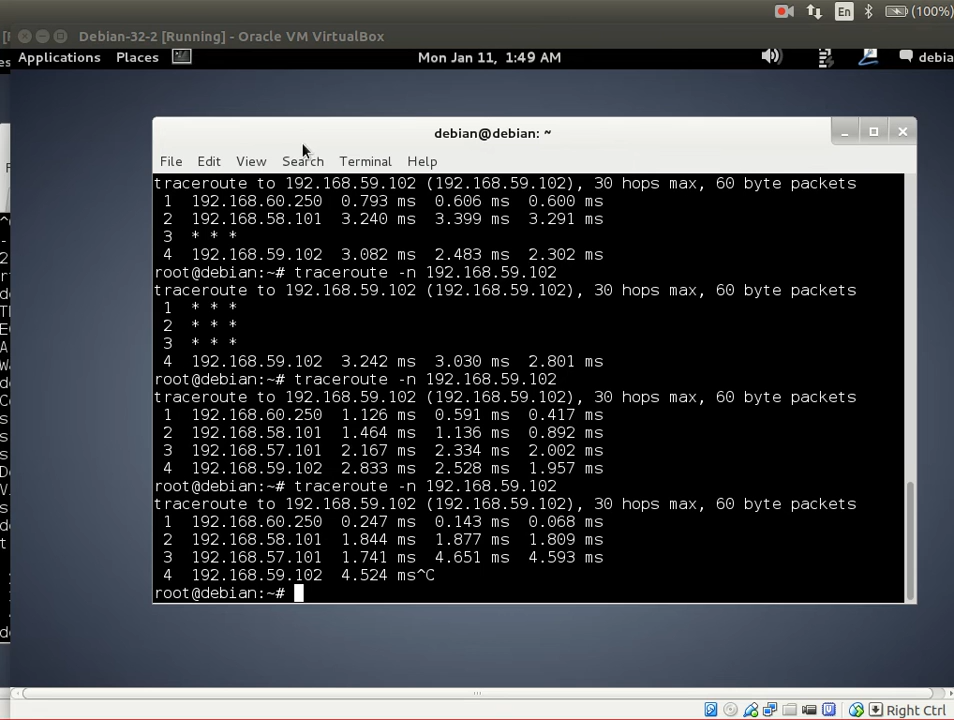 En (100%)
Debian-32-2 [Running] - Oracle VM VirtualBox
Applications Places Mon Jan 11, 1:49 AM debia
debian@debian: ~
File Edit View Search Terminal Help
traceroute to 192.168.59.102 (192.168.59.102), 30 hops max, 60 byte packets
1 192.168.60.250 0.793 ms 0.606 ms 0.600 ms
2 192.168.58.101 3.240 ms 3.399 ms 3.291 ms
3 * * *
4 192.168.59.102 3.082 ms 2.483 ms 2.302 ms
root@debian:~# traceroute -n 192.168.59.102
traceroute to 192.168.59.102 (192.168.59.102), 30 hops max, 60 byte packets
1 * * *
2 * * *
3 * * *
4 192.168.59.102 3.242 ms 3.030 ms 2.801 ms
root@debian:~# traceroute -n 192.168.59.102
traceroute to 192.168.59.102 (192.168.59.102), 30 hops max, 60 byte packets
1 192.168.60.250 1.126 ms 0.591 ms 0.417 ms
2 192.168.58.101 1.464 ms 1.136 ms 0.892 ms
3 192.168.57.101 2.167 ms 2.334 ms 2.002 ms
4 192.168.59.102 2.833 ms 2.528 ms 1.957 ms
root@debian:~# traceroute -n 192.168.59.102
traceroute to 192.168.59.102 (192.168.59.102), 30 hops max, 60 byte packets
1 192.168.60.250 0.247 ms 0.143 ms 0.068 ms
2 192.168.58.101 1.844 ms 1.877 ms 1.809 ms
3 192.168.57.101 1.741 ms 4.651 ms 4.593 ms
4 192.168.59.102 4.524 ms^C
root@debian:~#
Right Ctrl